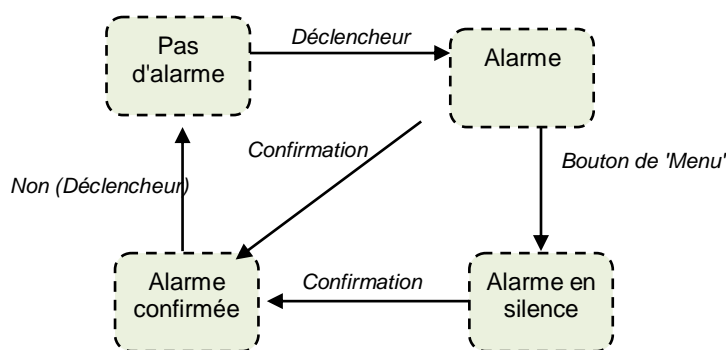 Pas
d'alarme
Déclencheur
Alarme
Confirmation
Bouton de 'Menu'
Non (Déclencheur)
Alarme
confirmée
Confirmation
Alarme en
silence